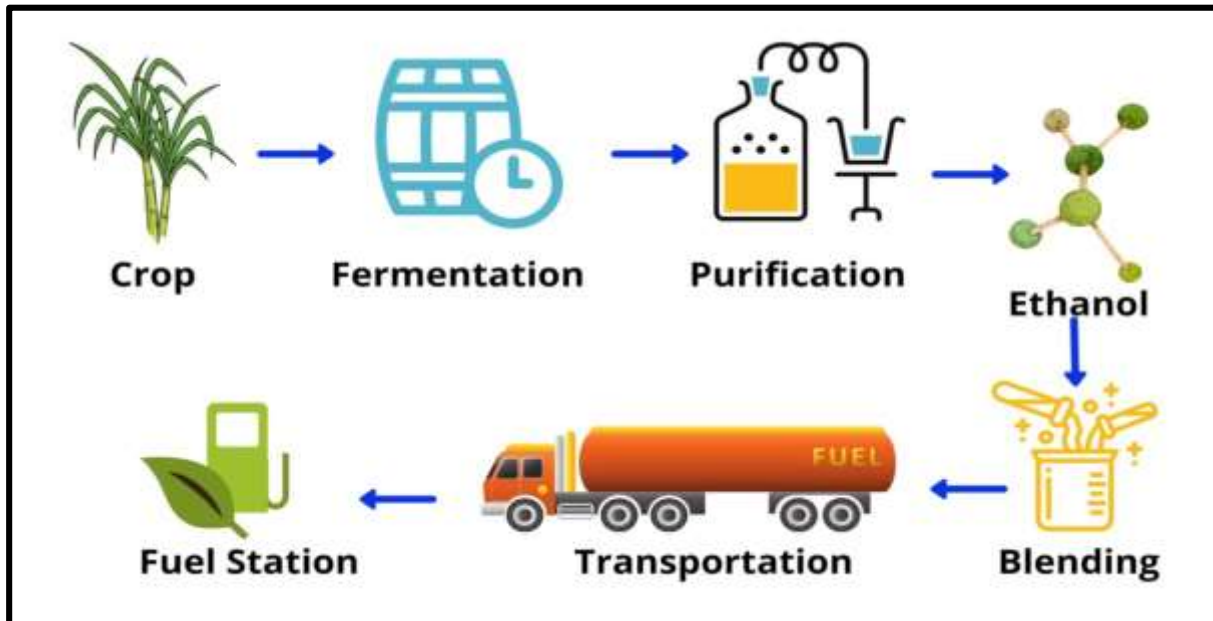 Crop
Fermentation
Purification
Ethanol
FUEL
Fuel Station
Transportation
Blending